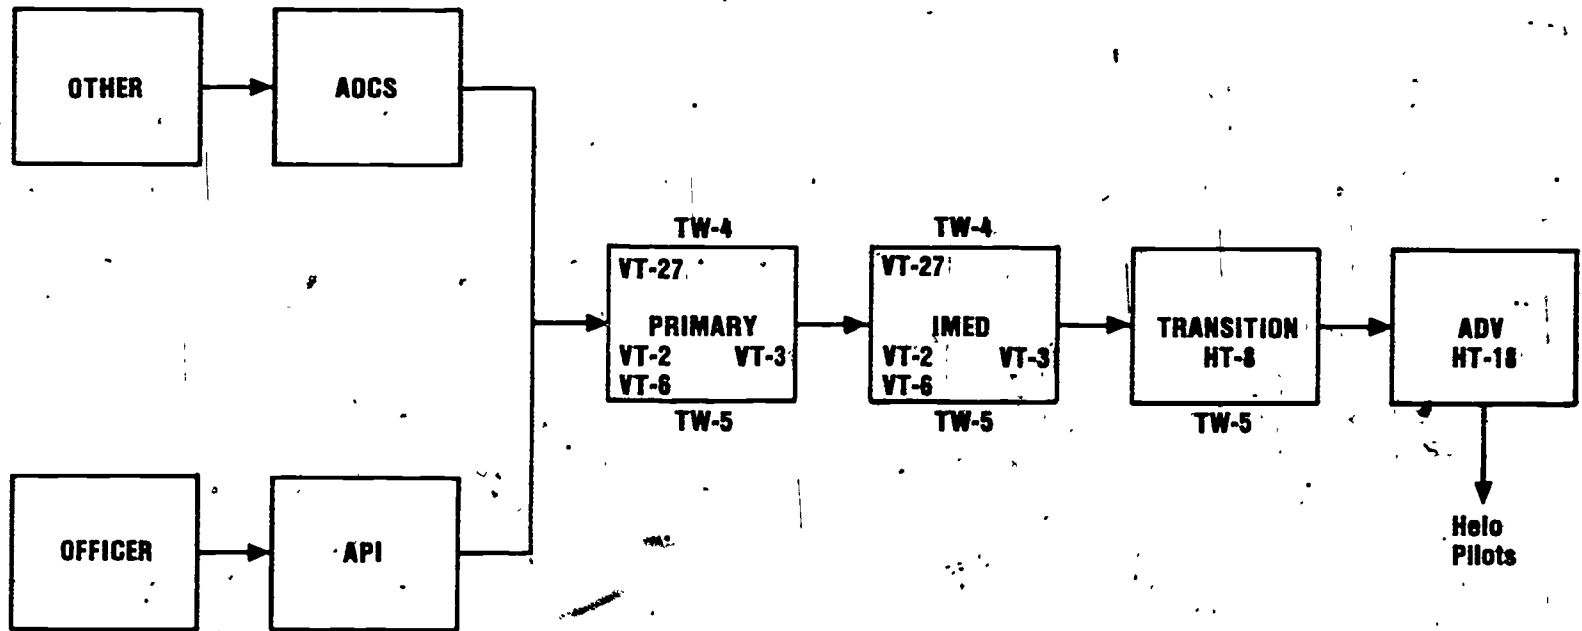 OTHER
AOCS
TW-4
VT-27
PRIMARY
VT-2 VT-3
VT-6
TW-5
TW-4
VT-27
IMED
VT-2 VT-3
VT-6
TW-5
TRANSITION
HT-8
TW-5
ADV
HT-18
Helo
Pilots
OFFICER
API